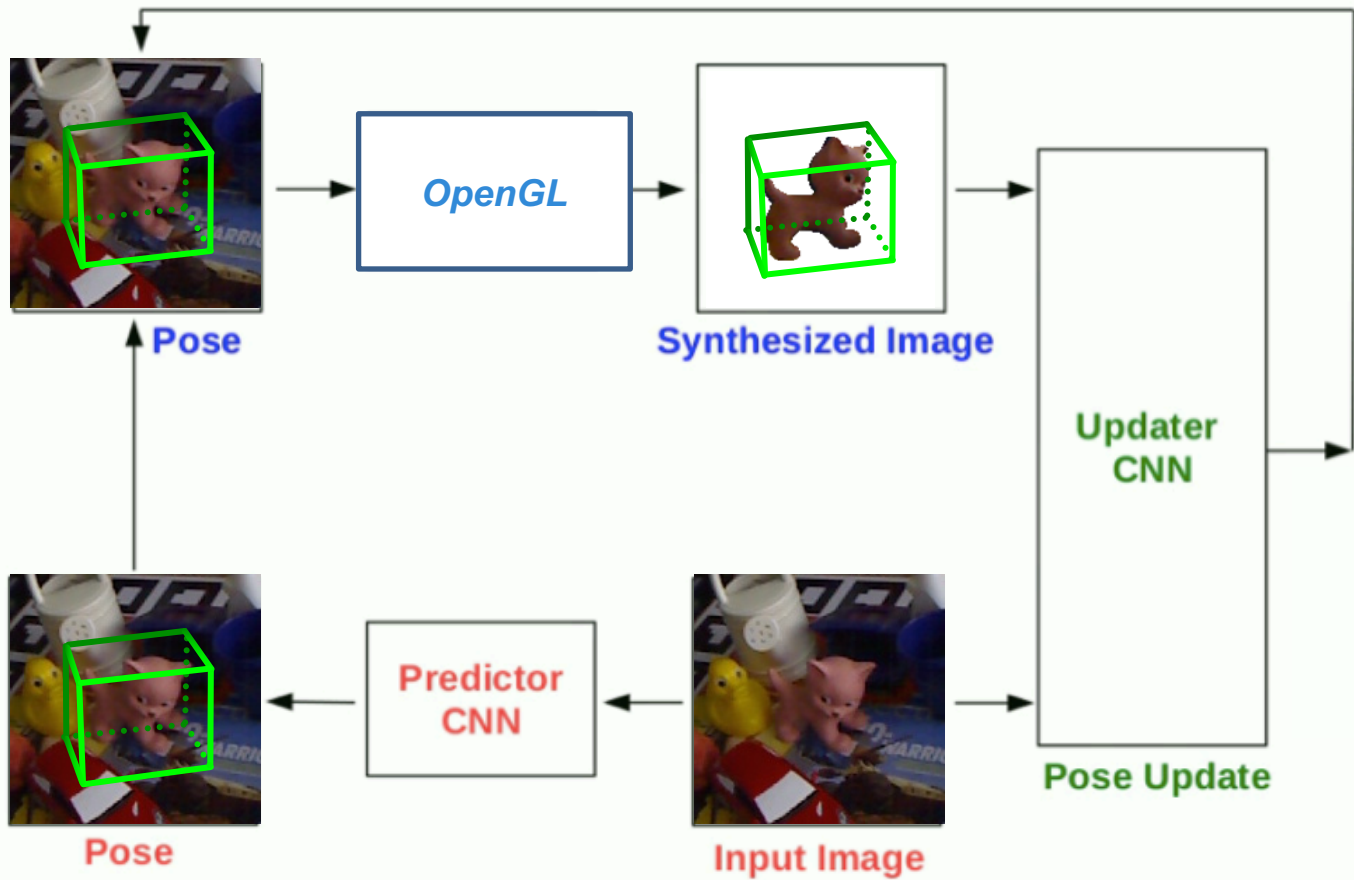 OpenGL
Pose
Synthesized Image
Updater
CNN
Predictor
CNN
Pose Update
Pose
Input Image